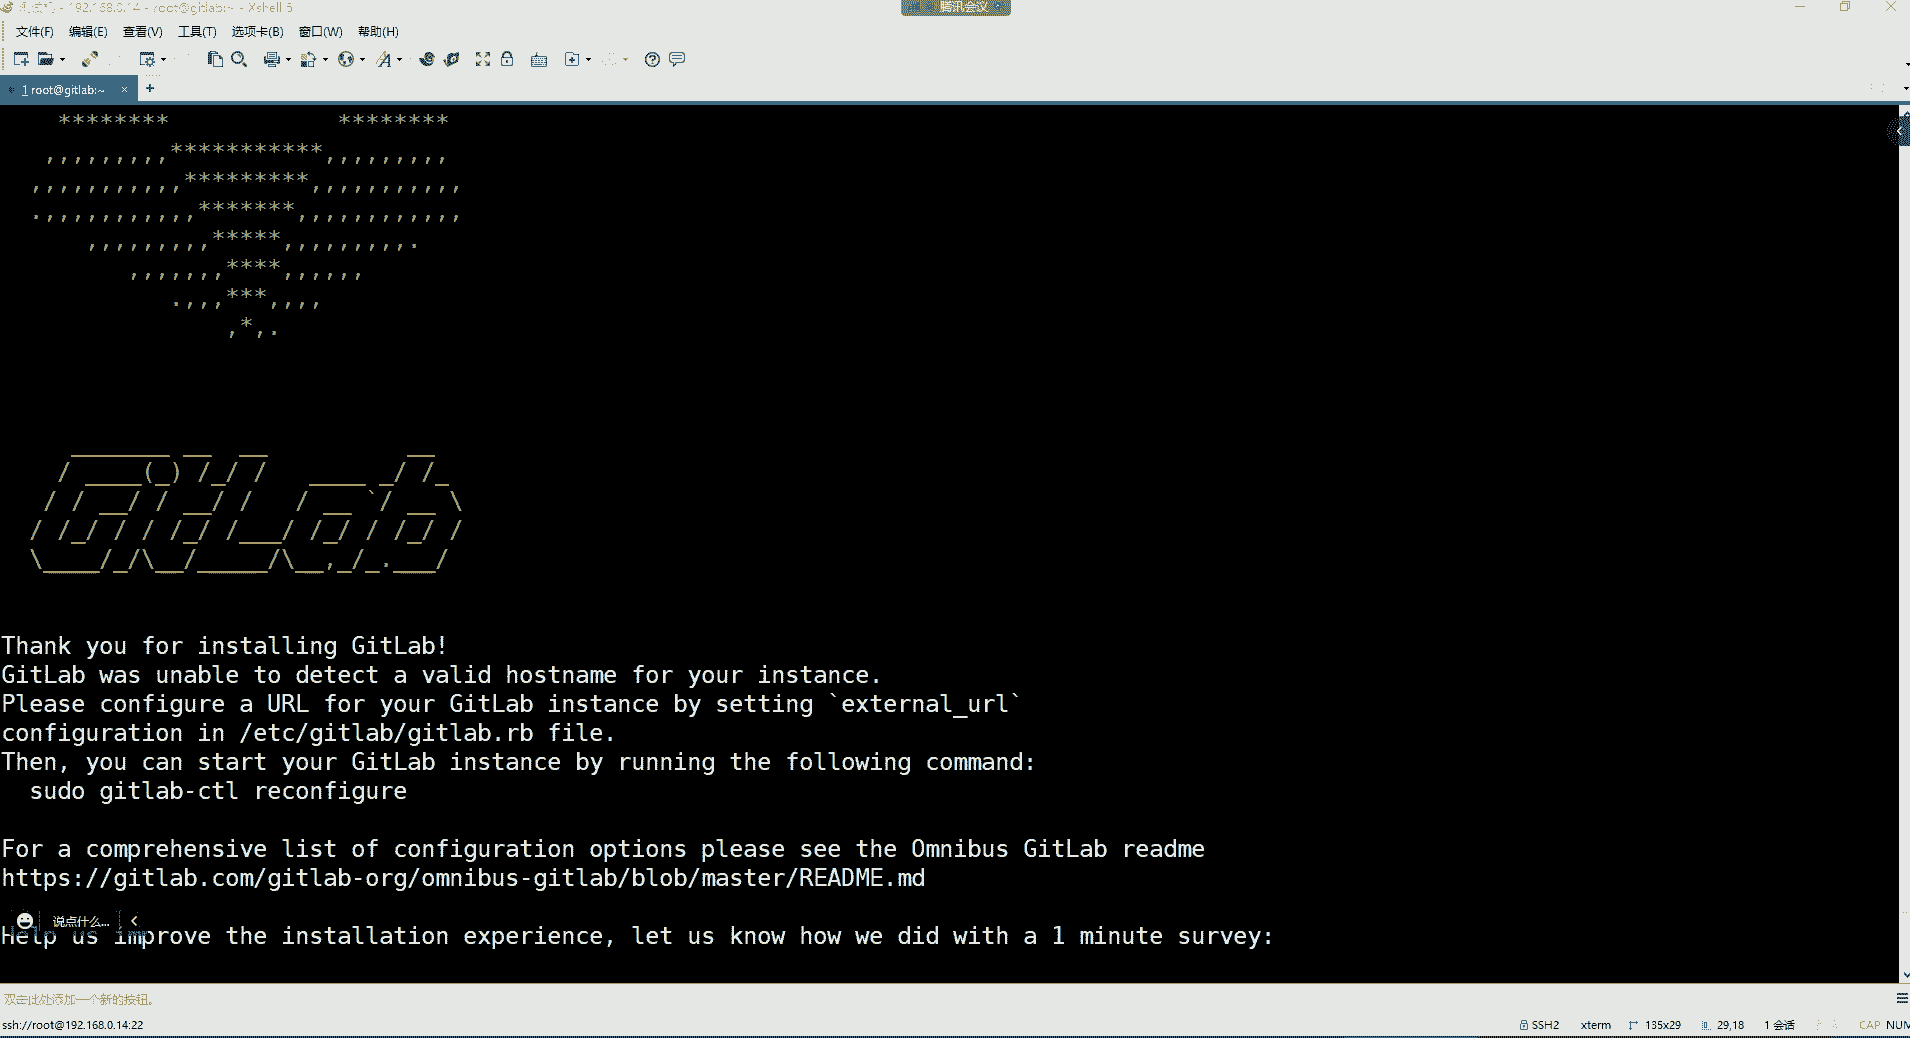 192.168.0.14 - root@gitlab:~ - Xshell 6
腾讯会议
文件(F) 编辑(E) 查看(V) 工具(T) 选项卡(B) 窗口(W) 帮助(H)
1 root@gitlab:~ × +
******** ********
,,,,,,,,,***********,,,,,,,,,
,,,,,,,,,,,*********,,,,,,,,,,,
.,,,,,,,,,,,*******,,,,,,,,,,,,
,,,,,,,,,*****,,,,,,,,,.
,,,,,,,****,,,,,,
.,,,***,,,,
,*,.
GitLab
Thank you for installing GitLab!
GitLab was unable to detect a valid hostname for your instance.
Please configure a URL for your GitLab instance by setting `external_url`
configuration in /etc/gitlab/gitlab.rb file.
Then, you can start your GitLab instance by running the following command:
sudo gitlab-ctl reconfigure
For a comprehensive list of configuration options please see the Omnibus GitLab readme
https://gitlab.com/gitlab-org/omnibus-gitlab/blob/master/README.md
说点什么...
Help us improve the installation experience, let us know how we did with a 1 minute survey:
双击此处添加一个新的按钮。
ssh://root@192.168.0.14:22 SSH2 xterm 135x29 29,18 1 会话 CAP NUM